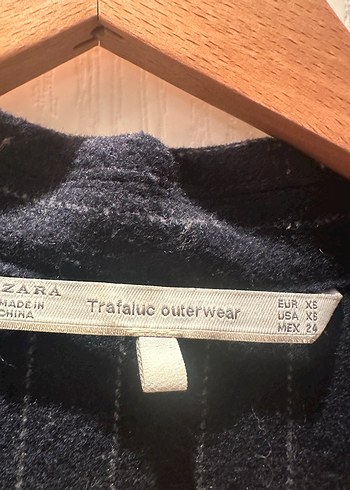 ZARA
MADE IN
CHINA
Trafaluc outerwear
EUR XS
USA XS
MEX 24